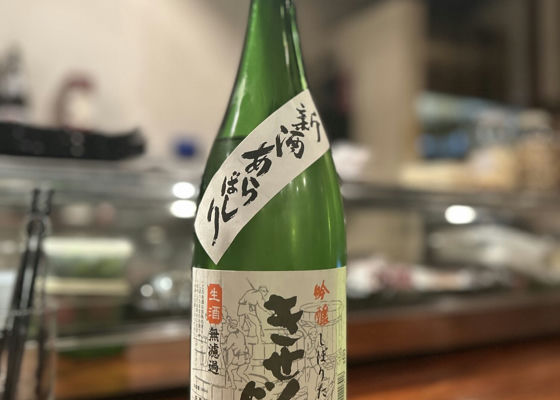 新酒
あらばしり
吟醸しぼりた
きせん
生酒
無濾過